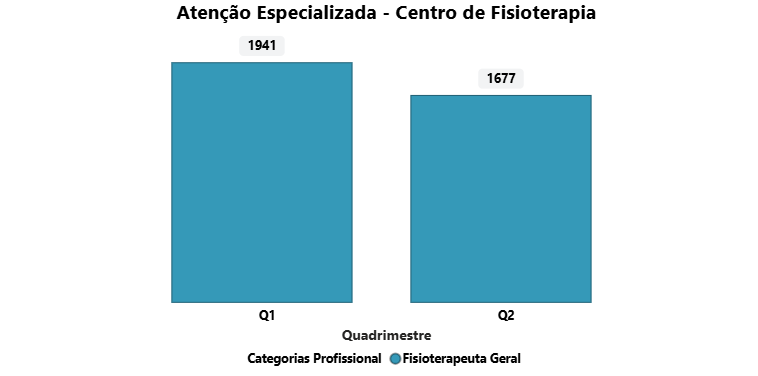 Atenção Especializada - Centro de Fisioterapia
1941
1677
Q1
Q2
Quadrimestre
Categorias Profissional Fisioterapeuta Geral